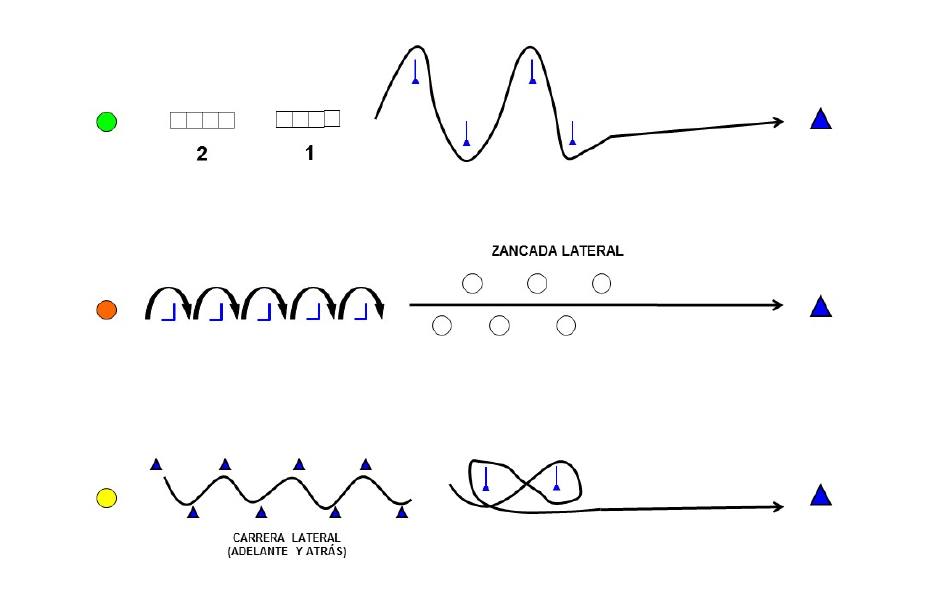 2
1
ZANCADA LATERAL
CARRERA LATERAL
(ADELANTE Y ATRÁS)